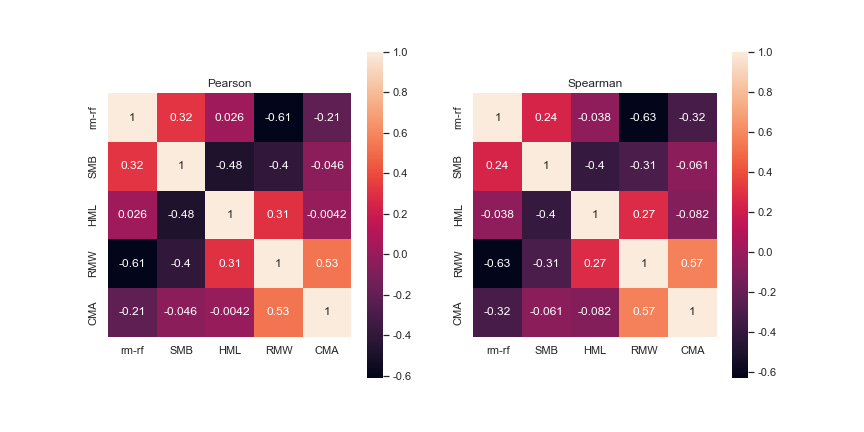 Pearson
rm-rf 1 0.32 0.026 -0.61 -0.21
SMB 0.32 1 -0.48 -0.4 -0.046
HML 0.026 -0.48 1 0.31 -0.0042
RMW -0.61 -0.4 0.31 1 0.53
CMA -0.21 -0.046 -0.0042 0.53 1
rm-rf SMB HML RMW CMA
1.0
0.8
0.6
0.4
0.2
0.0
-0.2
-0.4
-0.6
Spearman
rm-rf 1 0.24 -0.038 -0.63 -0.32
SMB 0.24 1 -0.4 -0.31 -0.061
HML -0.038 -0.4 1 0.27 -0.082
RMW -0.63 -0.31 0.27 1 0.57
CMA -0.32 -0.061 -0.082 0.57 1
rm-rf SMB HML RMW CMA
1.0
0.8
0.6
0.4
0.2
0.0
-0.2
-0.4
-0.6